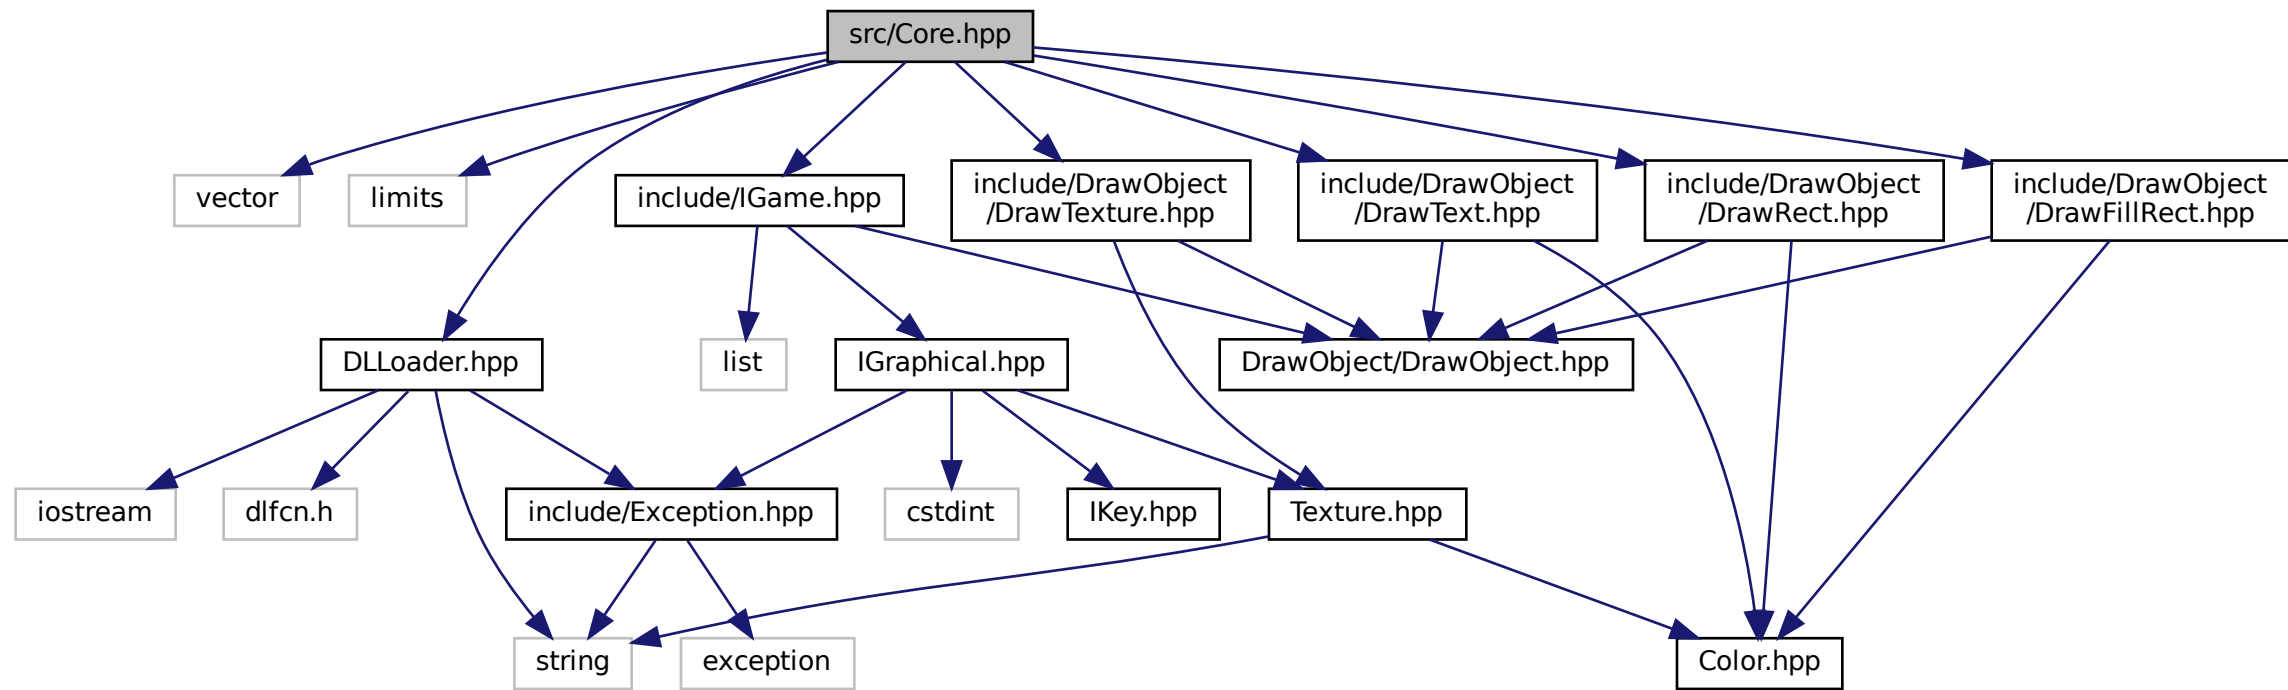 src/Core.hpp
vector
limits
include/IGame.hpp
include/DrawObject
/DrawTexture.hpp
include/DrawObject
/DrawText.hpp
include/DrawObject
/DrawRect.hpp
include/DrawObject
/DrawFillRect.hpp
DLLoader.hpp
list
IGraphical.hpp
DrawObject/DrawObject.hpp
iostream
dlfcn.h
include/Exception.hpp
cstdint
IKey.hpp
Texture.hpp
string
exception
Color.hpp